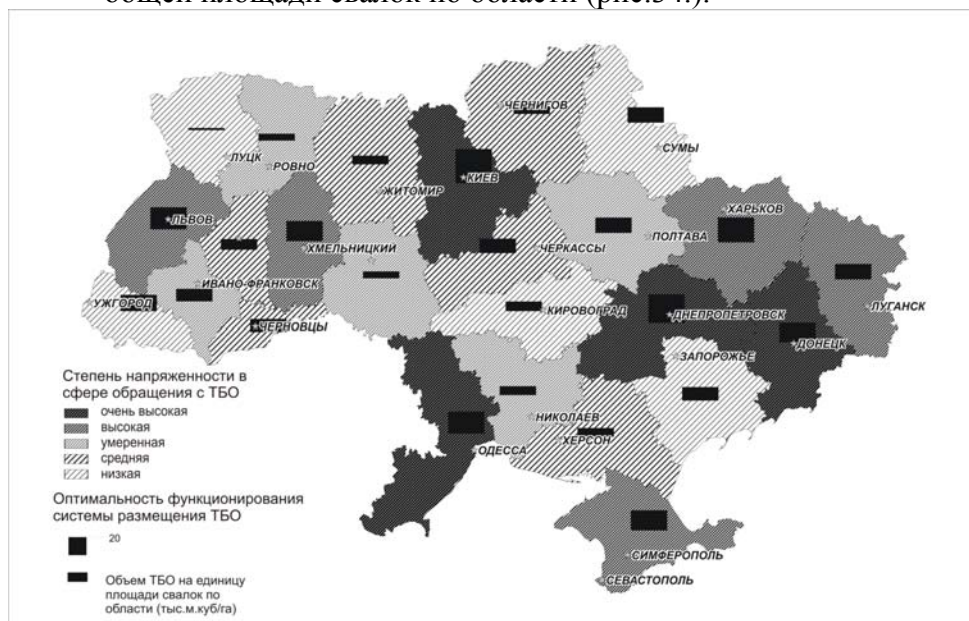 общей площади свалок по области (рис.34.).
ЧЕРНИГОВ
ЛУЦК
РОВНО
СУМЫ
КИЕВ
ЖИТОМИР
ЛЬВОВ
ХАРЬКОВ
ХМЕЛЬНИЦКИЙ
ЧЕРКАССЫ
ПОЛТАВА
ИВАНО-ФРАНКОВСК
УЖГОРОД
КИРОВОГРАД
ДНЕПРОПЕТРОВСК
ЛУГАНСК
ЧЕРНОВЦЫ
ДОНЕЦК
ЗАПОРОЖЬЕ
НИКОЛАЕВ
ХЕРСОН
ОДЕССА
СИМФЕРОПОЛЬ
СЕВАСТОПОЛЬ
Степень напряженности в
сфере обращения с ТБО
очень высокая
высокая
умеренная
средняя
низкая
Оптимальность функционирования
системы размещения ТБО
20
Объем ТБО на единицу
площади свалок по
области (тыс.м.куб/га)